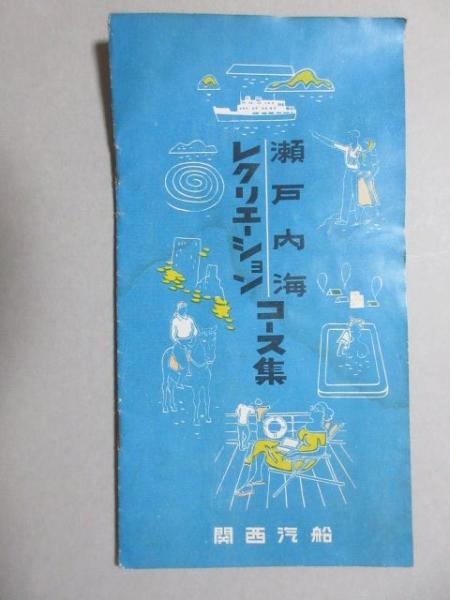 瀬戸内海
レクリエーション
コース集
関西汽船